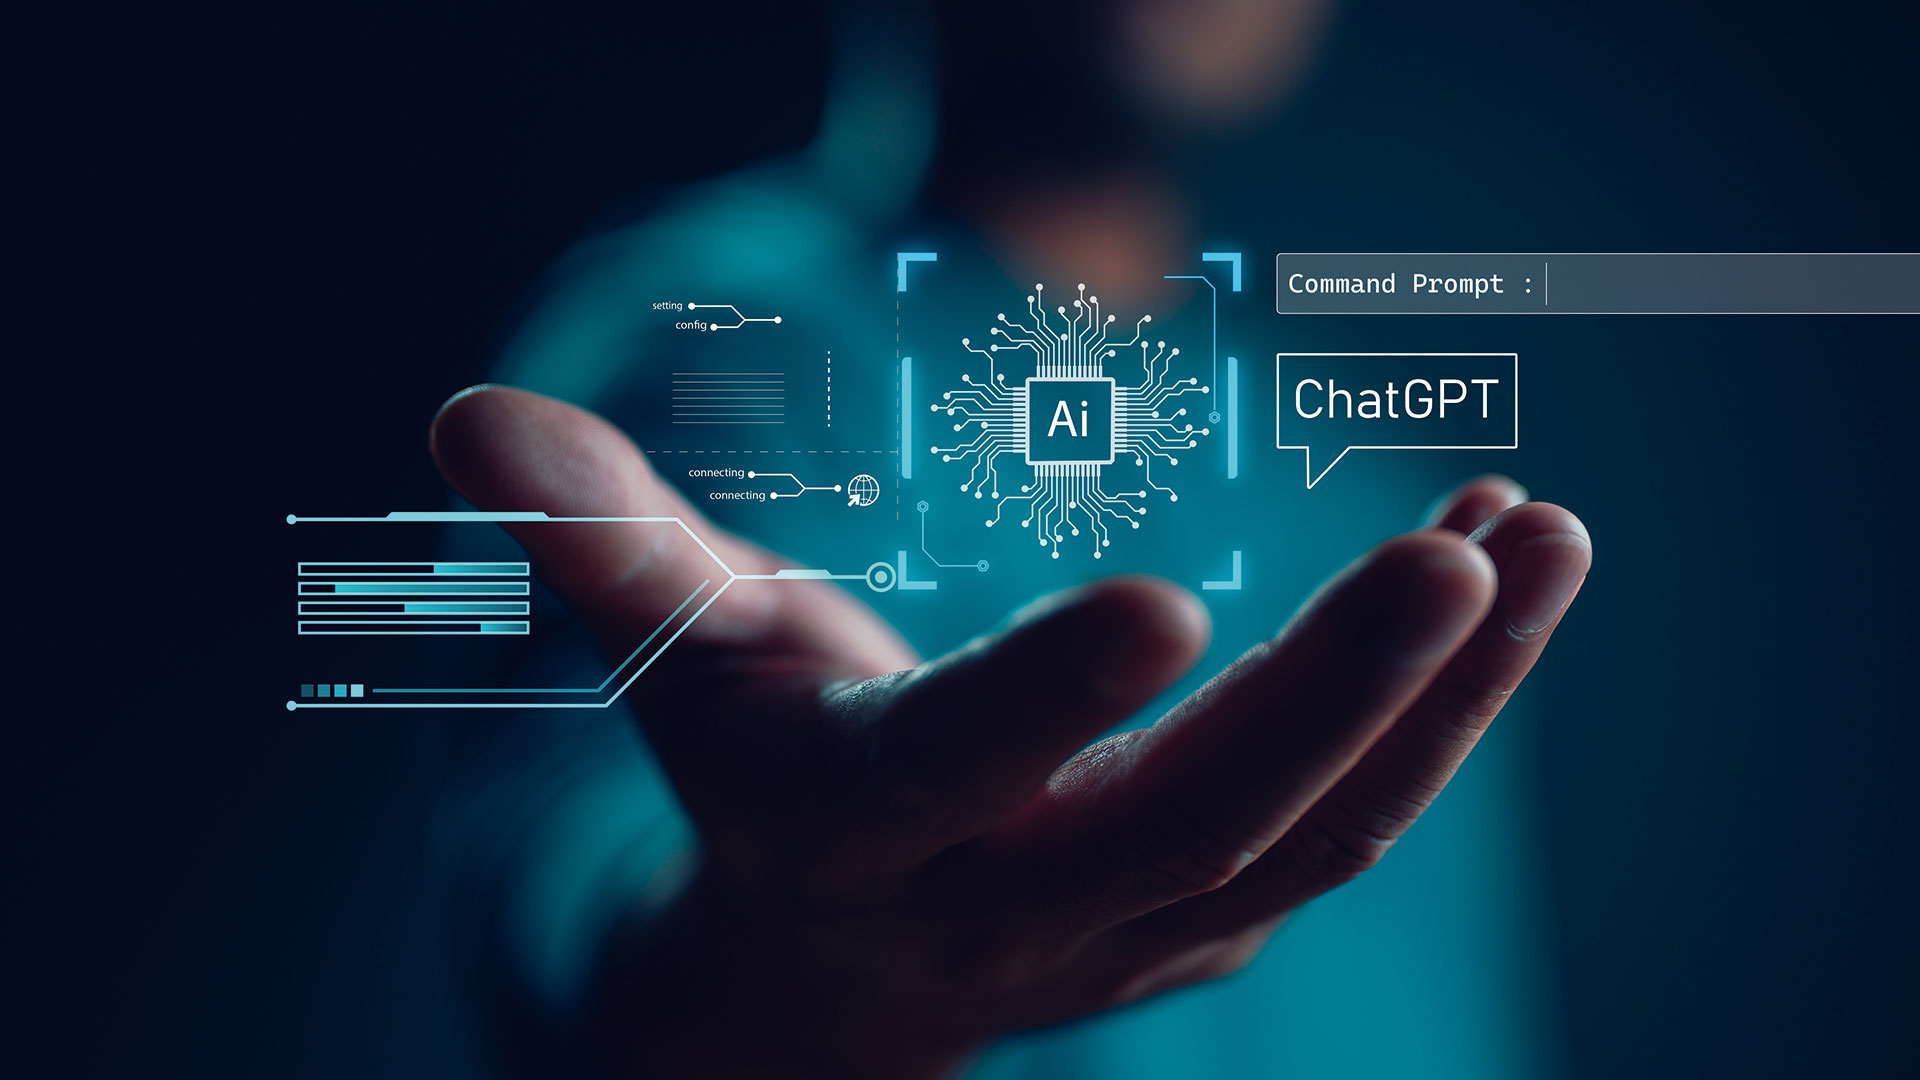 setting
config
connecting
connecting
Ai
Command Prompt :
ChatGPT